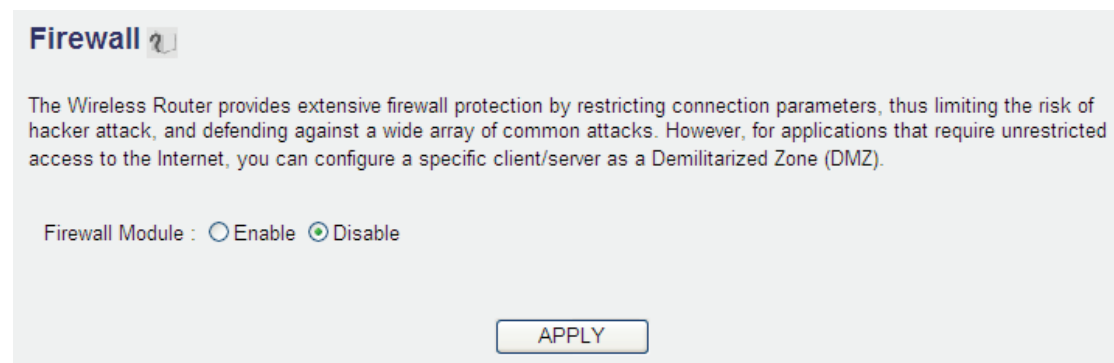 Firewall
The Wireless Router provides extensive firewall protection by restricting connection parameters, thus limiting the risk of
hacker attack, and defending against a wide array of common attacks. However, for applications that require unrestricted
access to the Internet, you can configure a specific client/server as a Demilitarized Zone (DMZ).
Firewall Module : Enable Disable
APPLY